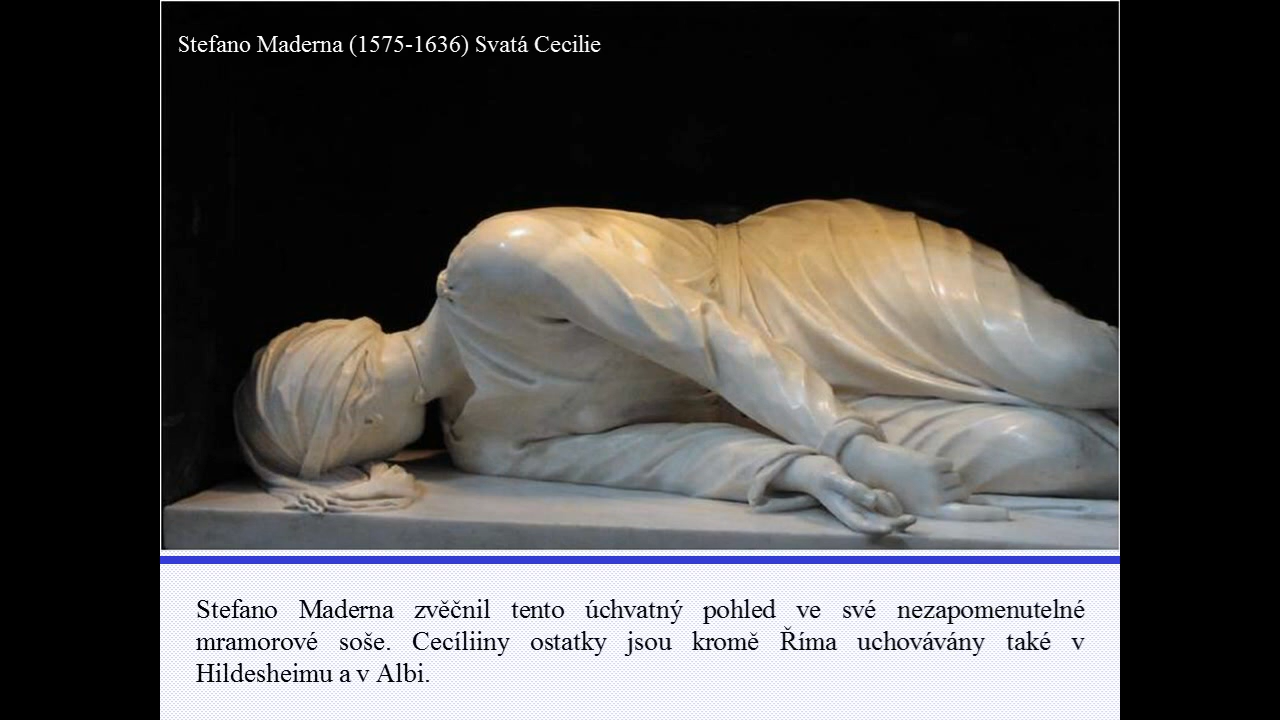 Stefano Maderna (1575-1636) Svatá Cecilie
Stefano Maderna zvěčnil tento úchvatný pohled ve své nezapomenutelné
mramorové soše. Cecíliiny ostatky jsou kromě Říma uchovávány také v
Hildesheimu a v Albi.